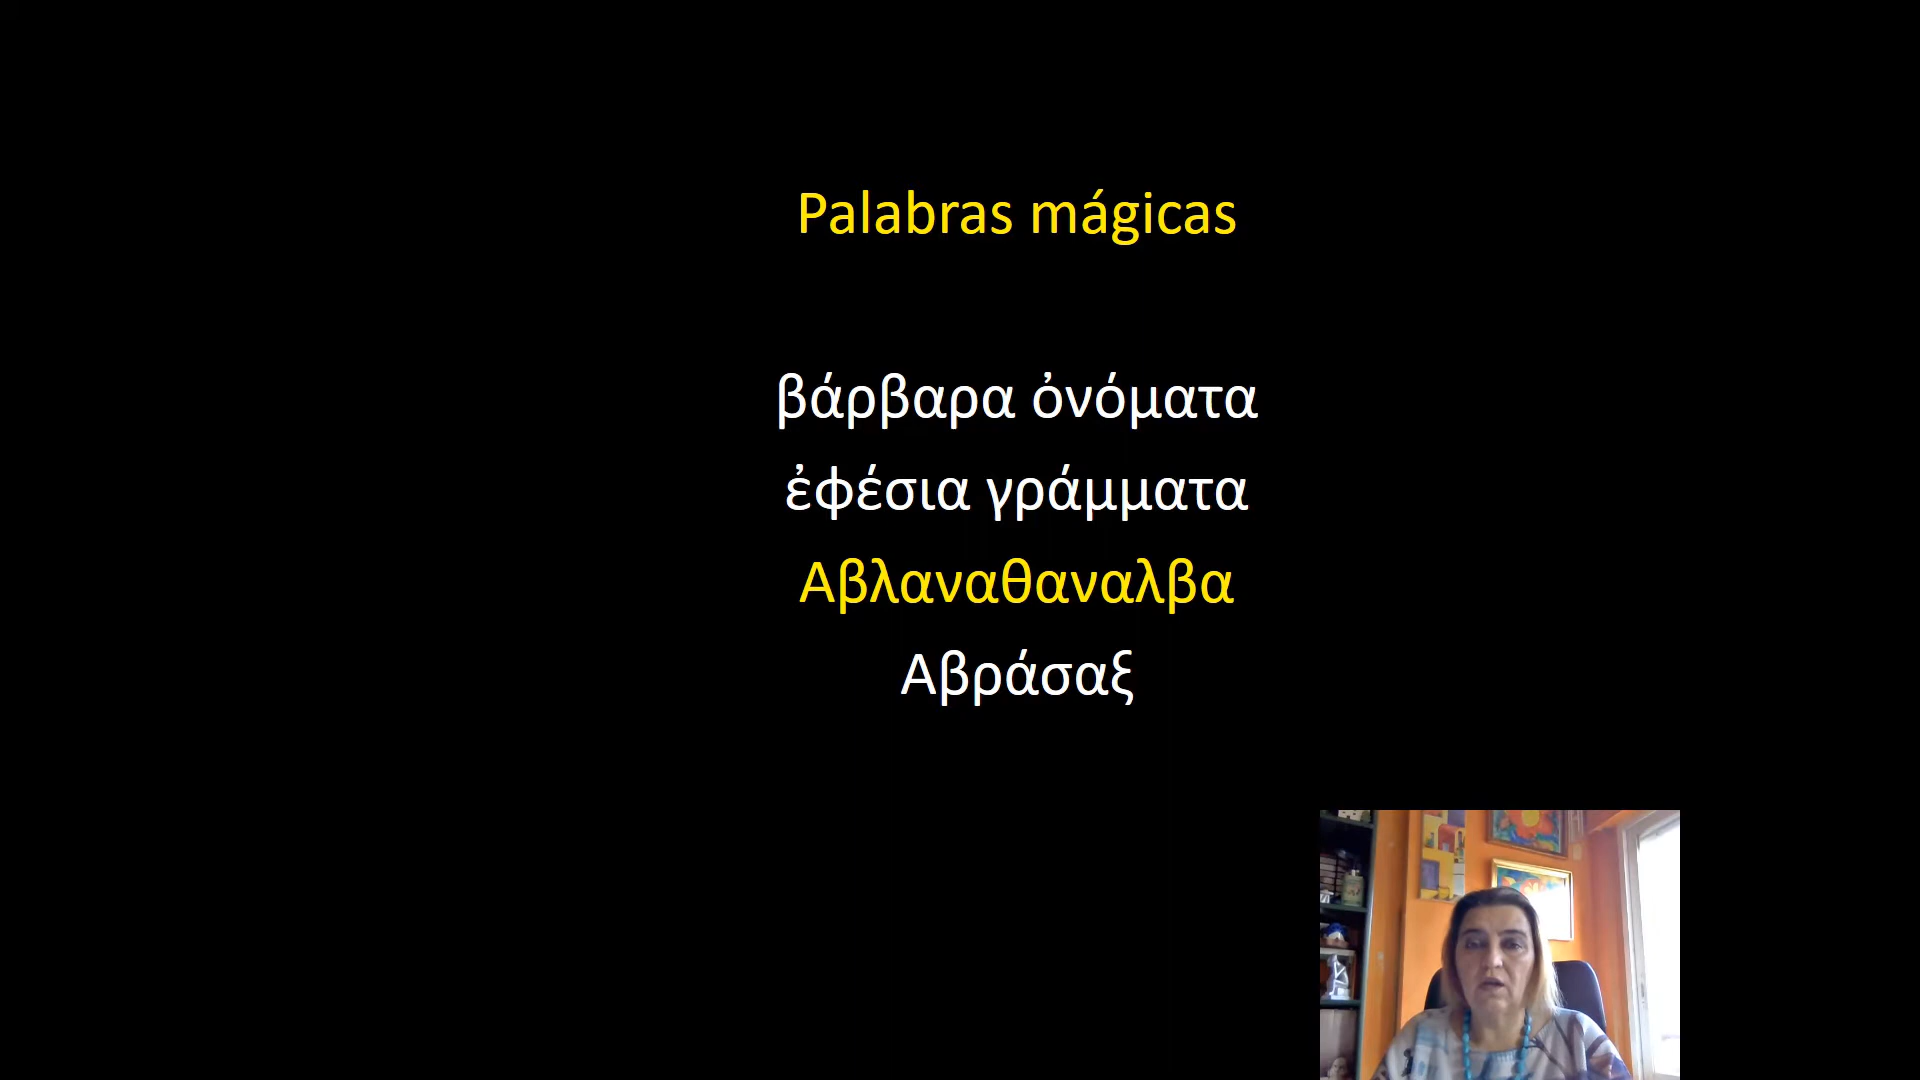 Palabras mágicas
βάρβαρα ὀνόματα
ἐφέσια γράμματα
Αβλαναθαναλβα
Αβράσαξ